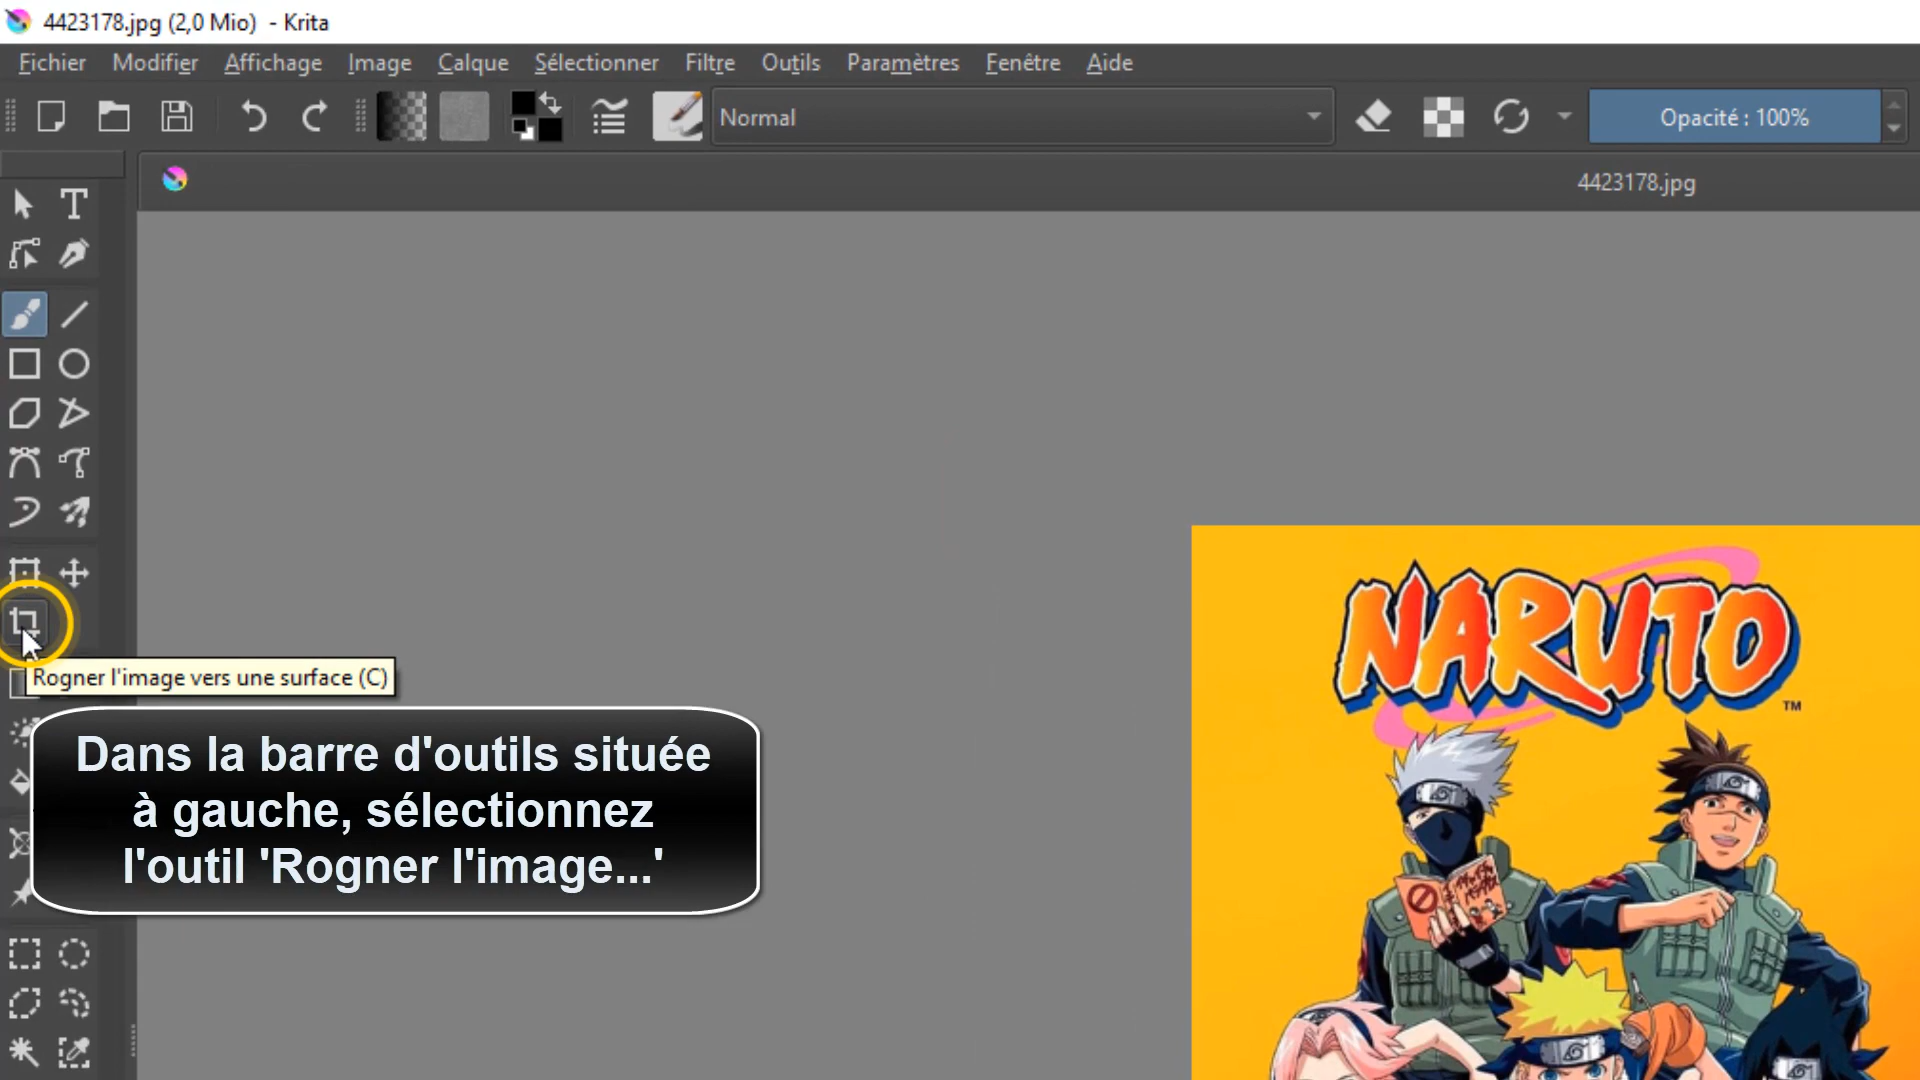 4423178.jpg (2,0 Mio) - Krita
Fichier Modifier Affichage Image Calque Sélectionner Filtre Outils Paramètres Fenêtre Aide
Normal
Opacité : 100%
4423178.jpg
NARUTO
TM
Rogner l'image vers une surface (C)
Dans la barre d'outils située
à gauche, sélectionnez
l'outil 'Rogner l'image...'